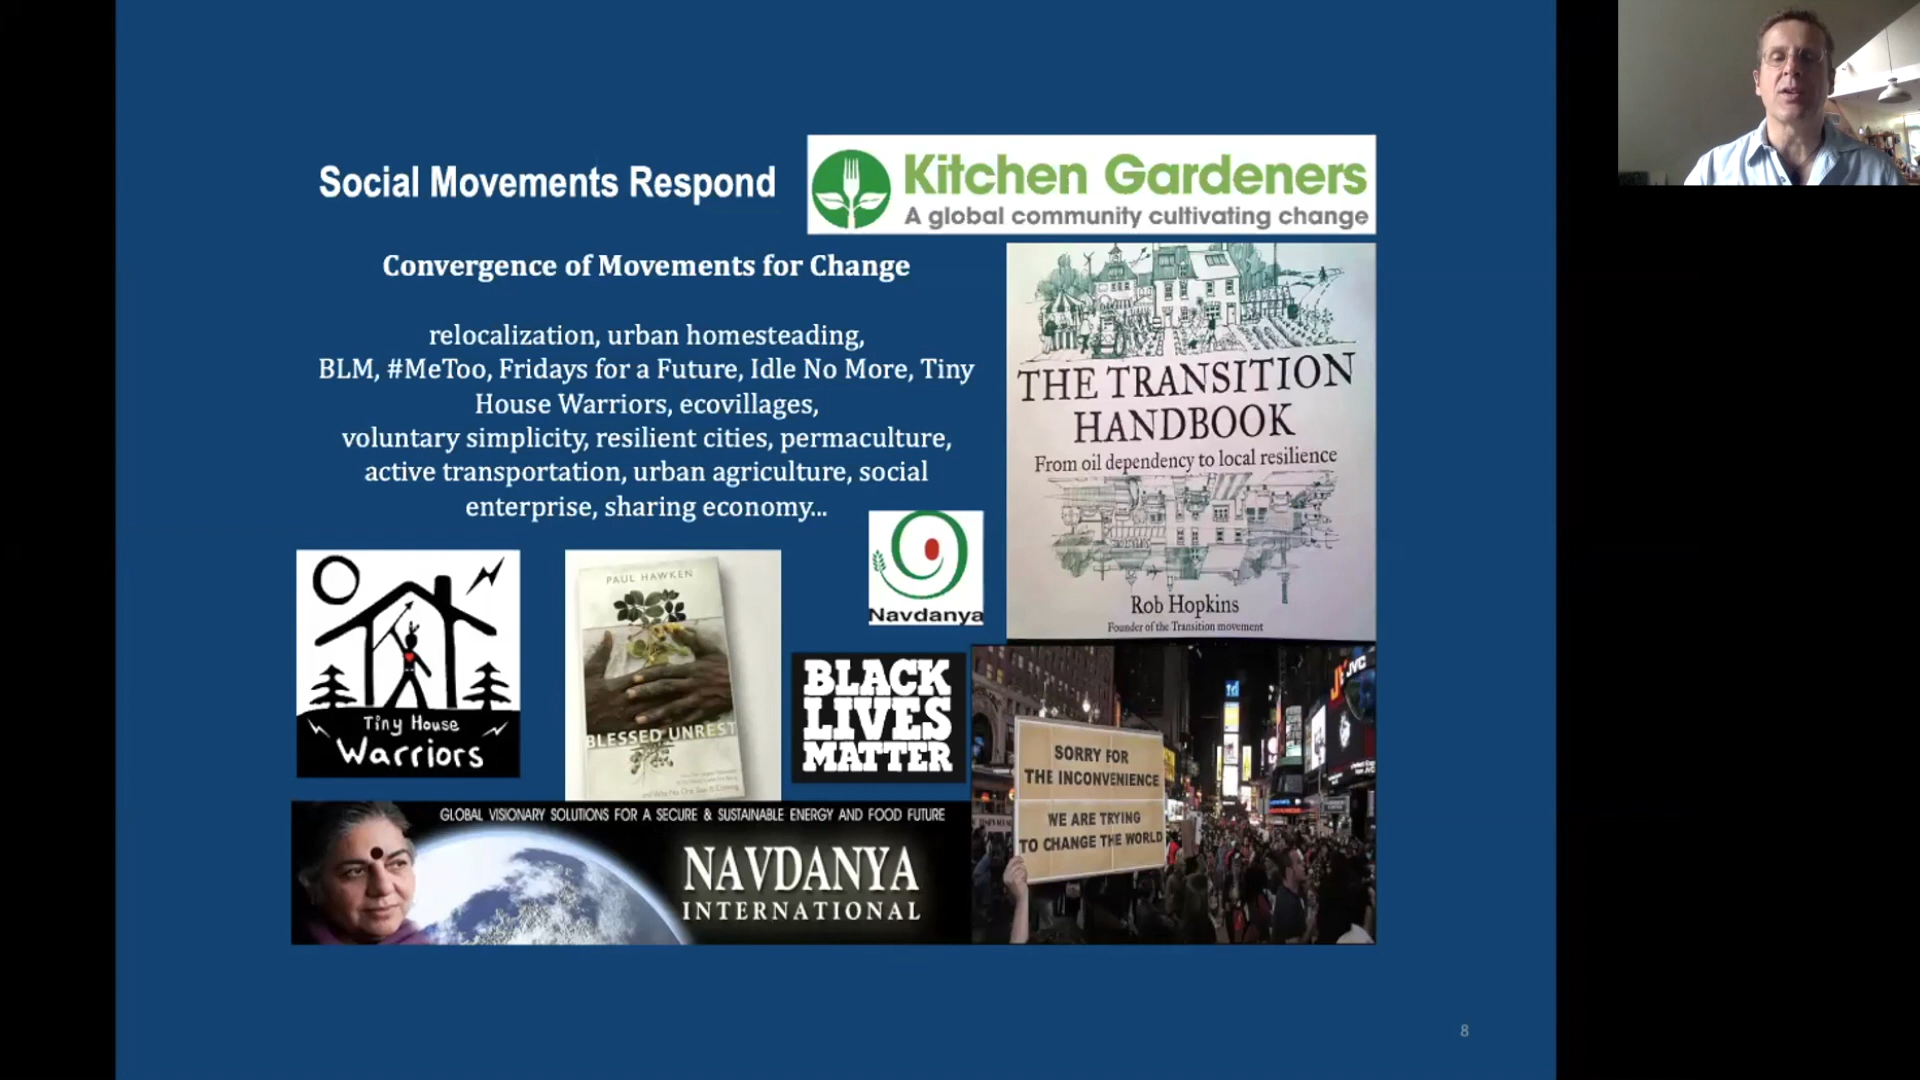 Social Movements Respond
Kitchen Gardeners
A global community cultivating change
Convergence of Movements for Change
relocalization, urban homesteading,
BLM, #MeToo, Fridays for a Future, Idle No More, Tiny
House Warriors, ecovillages,
voluntary simplicity, resilient cities, permaculture,
active transportation, urban agriculture, social
enterprise, sharing economy...
THE TRANSITION
HANDBOOK
From oil dependency to local resilience
Rob Hopkins
Founder of the Transition movement
Navdanya
Tiny House
Warriors
PAUL HAWKEN
BLESSED UNREST
BLACK
LIVES
MATTER
SORRY FOR
THE INCONVENIENCE
WE ARE TRYING
TO CHANGE THE WORLD
JVC
GLOBAL VISIONARY SOLUTIONS FOR A SECURE & SUSTAINABLE ENERGY AND FOOD FUTURE
NAVDANYA
INTERNATIONAL
8